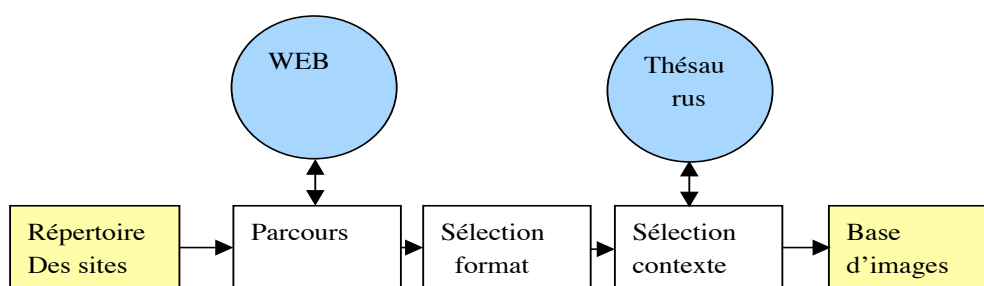 WEB
Thésau
rus
Répertoire
Des sites
Parcours
Sélection
format
Sélection
contexte
Base
d’images